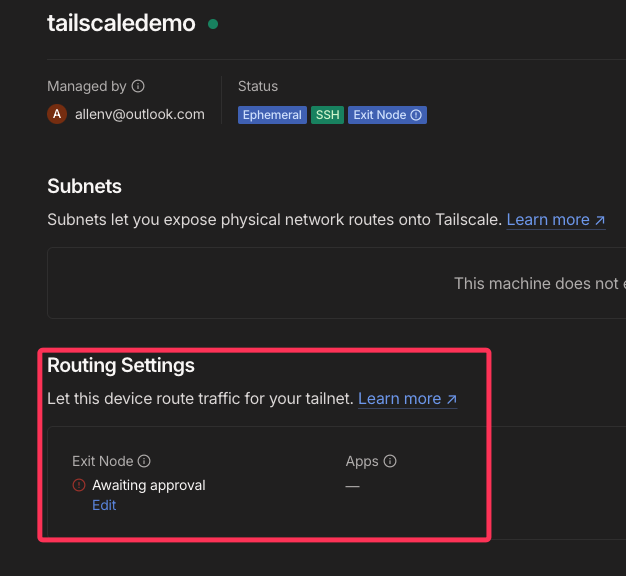 tailscaledemo
Managed by
Status
A allenv@outlook.com
Ephemeral SSH Exit Node
Subnets
Subnets let you expose physical network routes onto Tailscale. Learn more ↗
This machine does not
Routing Settings
Let this device route traffic for your tailnet. Learn more ↗
Exit Node
Apps
Awaiting approval
—
Edit